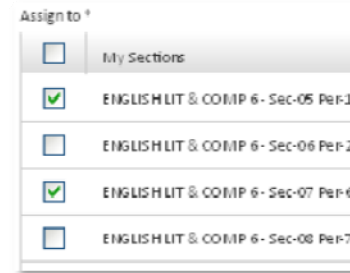 Assign to *
My Sections
ENGLISH LIT & COMP 6 - Sec-05 Per-1
ENGLISH LIT & COMP 6 - Sec-06 Per-2
ENGLISH LIT & COMP 6 - Sec-07 Per-6
ENGLISH LIT & COMP 6 - Sec-08 Per-7